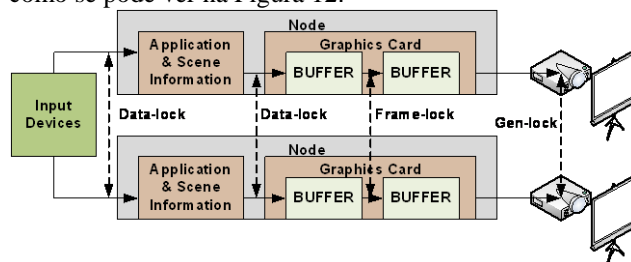 como se pode ver na Figura 12.
Node
Application
& Scene
Information
Graphics Card
BUFFER
BUFFER
Input
Devices
Data-lock
Data-lock
Frame-lock
Gen-lock
Node
Application
& Scene
Information
Graphics Card
BUFFER
BUFFER